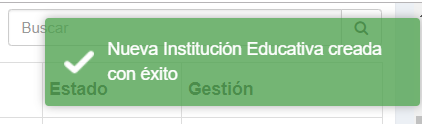 Buscar
Nueva Institución Educativa creada
con éxito
Estado Gestión